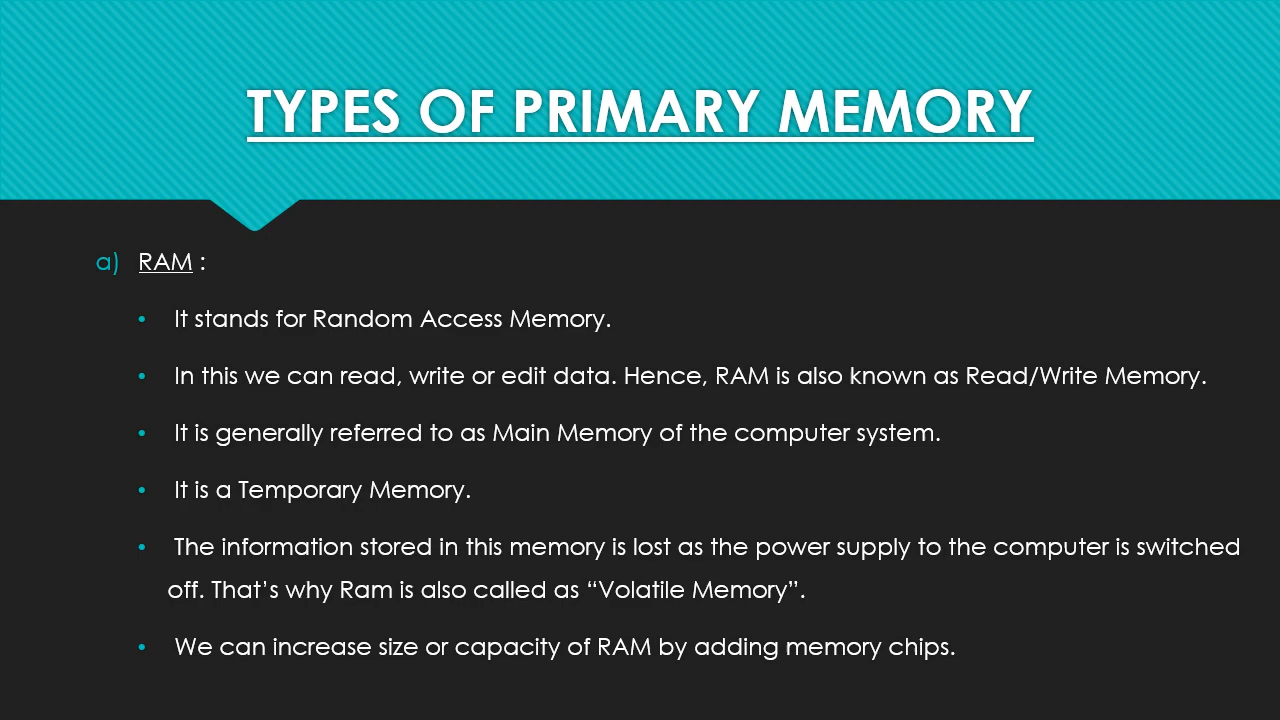 TYPES OF PRIMARY MEMORY
a) RAM :
• It stands for Random Access Memory.
• In this we can read, write or edit data. Hence, RAM is also known as Read/Write Memory.
• It is generally referred to as Main Memory of the computer system.
• It is a Temporary Memory.
• The information stored in this memory is lost as the power supply to the computer is switched
off. That’s why Ram is also called as “Volatile Memory”.
• We can increase size or capacity of RAM by adding memory chips.